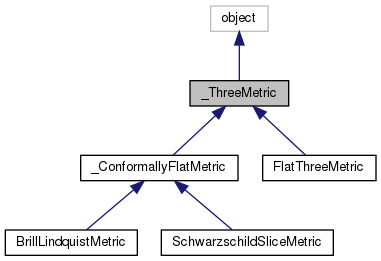 object
_ThreeMetric
_ConformallyFlatMetric
FlatThreeMetric
BrillLindquistMetric
SchwarzschildSliceMetric